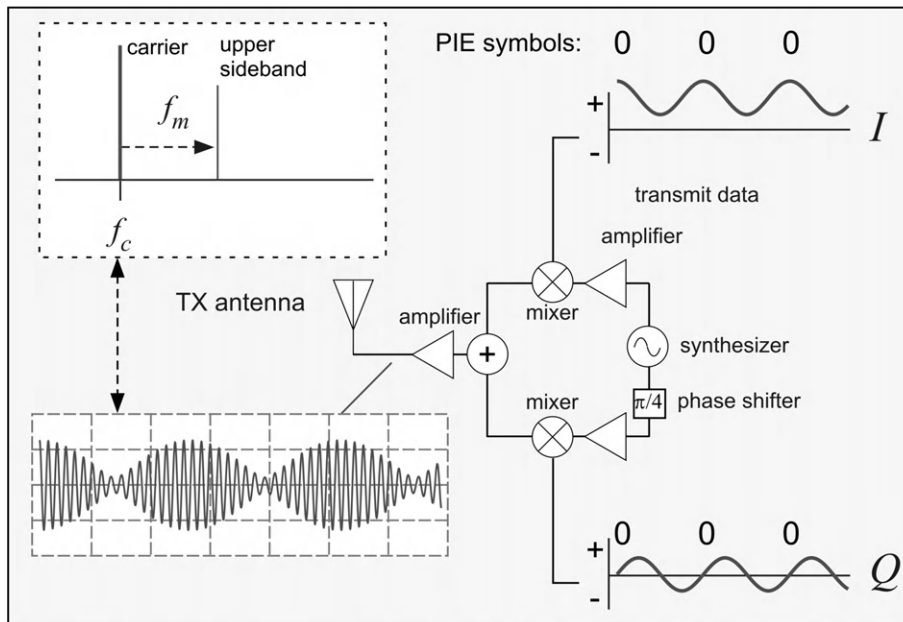 carrier
upper
sideband
f_m
f_c
PIE symbols: 0 0 0
+
-
I
transmit data
amplifier
mixer
TX antenna
amplifier
+
synthesizer
π/4 phase shifter
mixer
0 0 0
+
-
Q